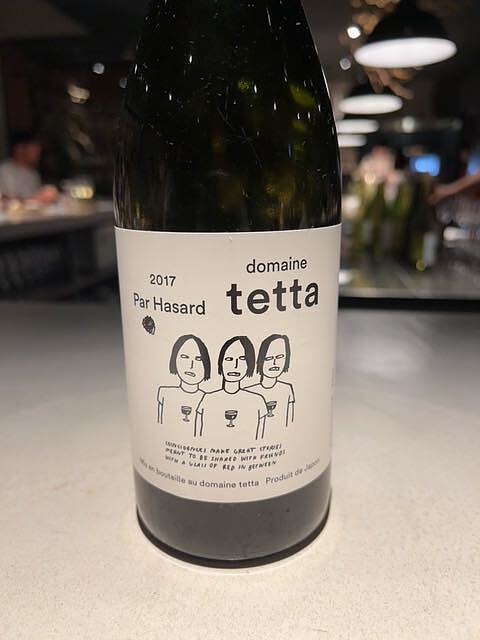 2017
Par Hasard
domaine
tetta
COINCIDENCES MAKE GREAT STORIES
MEANT TO BE SHARED WITH FRIENDS
WITH A GLASS OF RED IN BETWEEN
Mis en bouteille au domaine tetta Produit de Japon